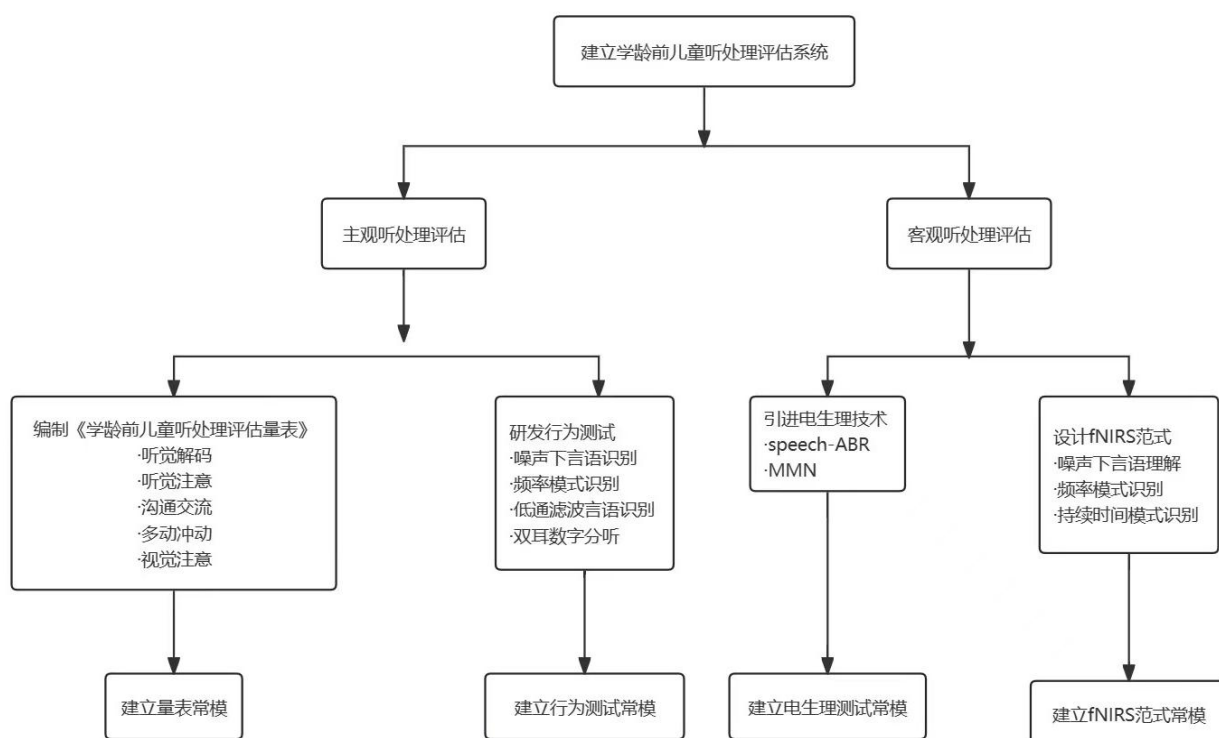 建立学龄前儿童听处理评估系统
主观听处理评估
客观听处理评估
编制《学龄前儿童听处理评估量表》
·听觉解码
·听觉注意
·沟通交流
·多动冲动
·视觉注意
研发行为测试
·噪声下言语识别
·频率模式识别
·低通滤波言语识别
·双耳数字分听
引进电生理技术
·speech-ABR
·MMN
设计fNIRS范式
·噪声下言语理解
·频率模式识别
·持续时间模式识别
建立量表常模
建立行为测试常模
建立电生理测试常模
建立fNIRS范式常模